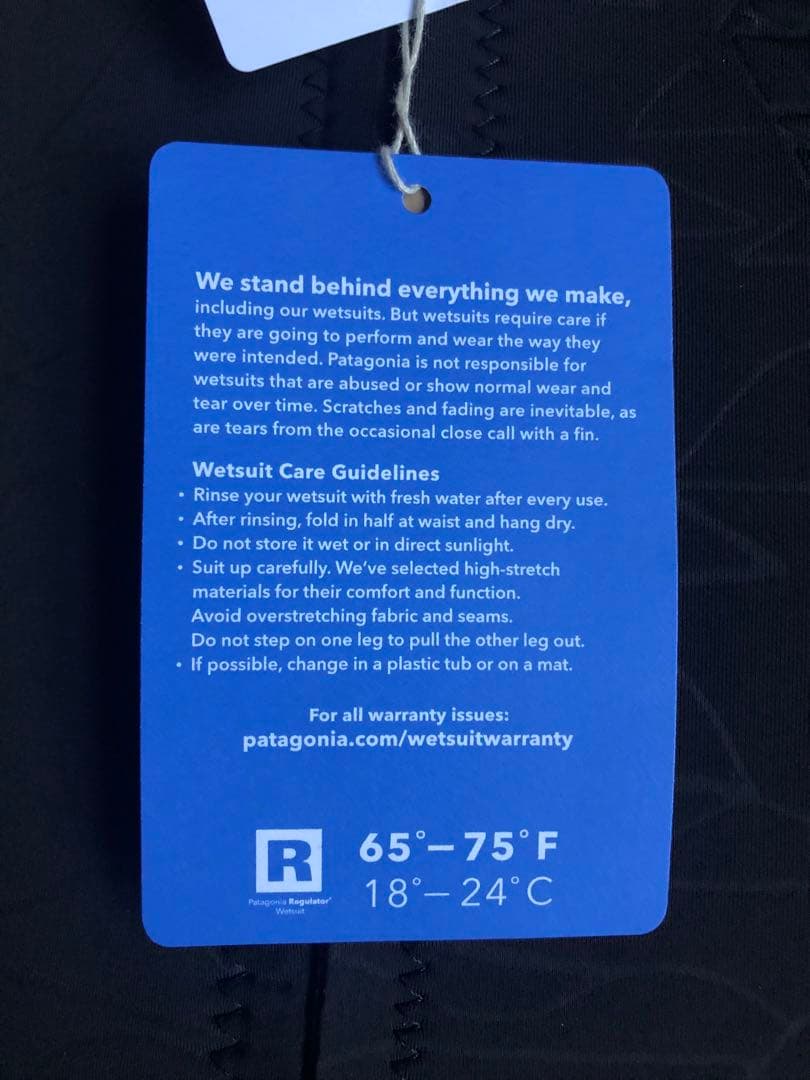 We stand behind everything we make,
including our wetsuits. But wetsuits require care if
they are going to perform and wear the way they
were intended. Patagonia is not responsible for
wetsuits that are abused or show normal wear and
tear over time. Scratches and fading are inevitable, as
are tears from the occasional close call with a fin.
Wetsuit Care Guidelines
• Rinse your wetsuit with fresh water after every use.
• After rinsing, fold in half at waist and hang dry.
• Do not store it wet or in direct sunlight.
• Suit up carefully. We've selected high-stretch
materials for their comfort and function.
Avoid overstretching fabric and seams.
Do not step on one leg to pull the other leg out.
• If possible, change in a plastic tub or on a mat.
For all warranty issues:
patagonia.com/wetsuitwarranty
R
Patagonia Regulator®
Wetsuit
65°–75°F
18°–24°C